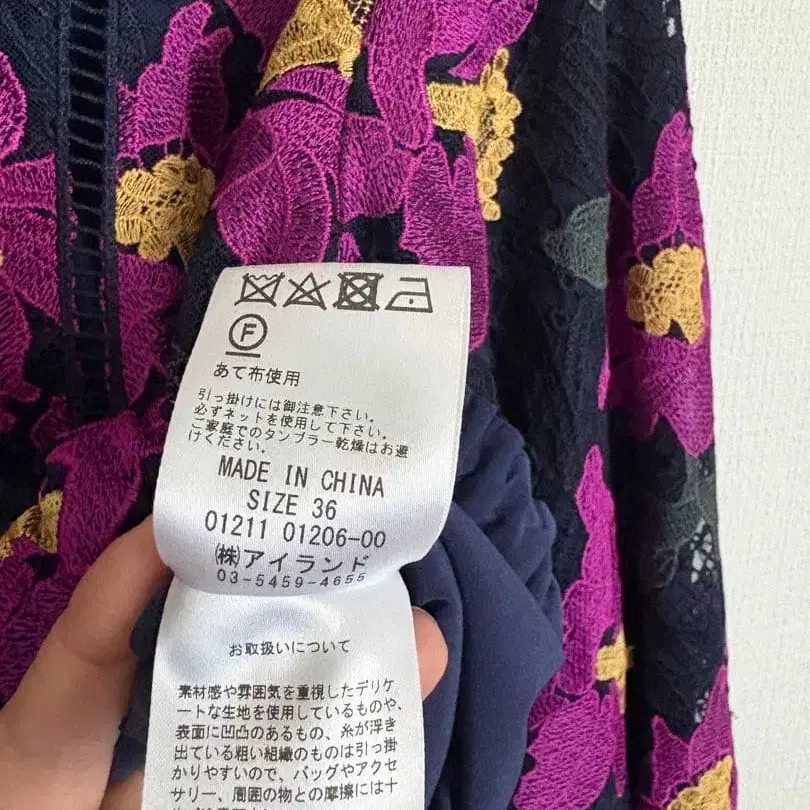 F
あて布使用
引っ掛けには御注意下さい。
必ずネットを使用して下さい。
ご家庭でのタンブラー乾燥はお避
けください。
MADE IN CHINA
SIZE 36
01211 01206-00
㈱アイランド
03-5459-4655
お取扱いについて
素材感や雰囲気を重視したデリケ
ートな生地を使用しているものや、
表面に凹凸のあるもの、糸が浮き
出ている粗い組織のものは引っ掛
かりやすいので、バッグやアクセ
サリー、周囲の物との摩擦には十